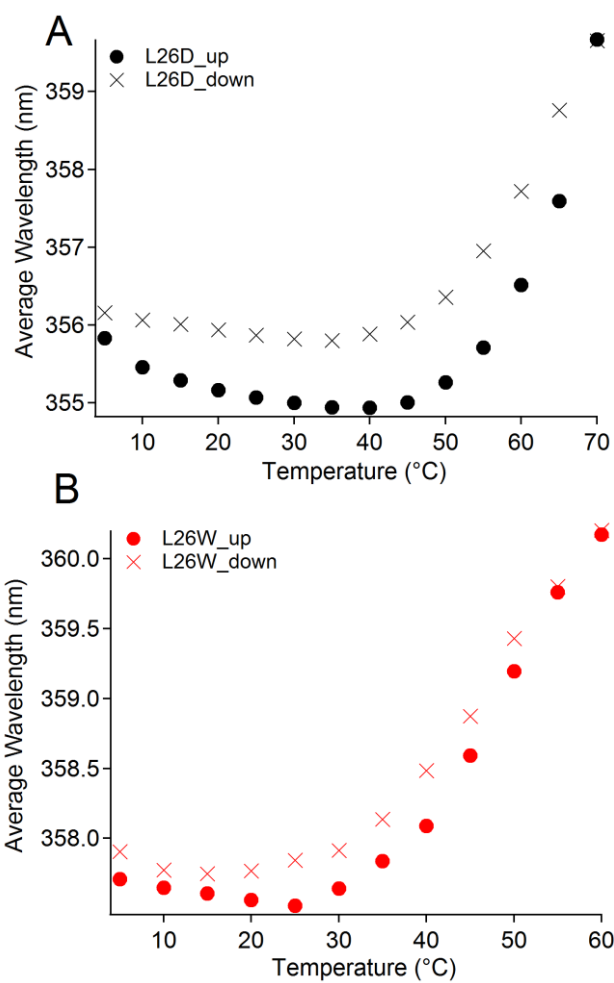 A
L26D_up
L26D_down
Average Wavelength (nm)
359
358
357
356
355
10 20 30 40 50 60 70
Temperature (°C)
B
L26W_up
L26W_down
Average Wavelength (nm)
360.0
359.5
359.0
358.5
358.0
10 20 30 40 50 60
Temperature (°C)